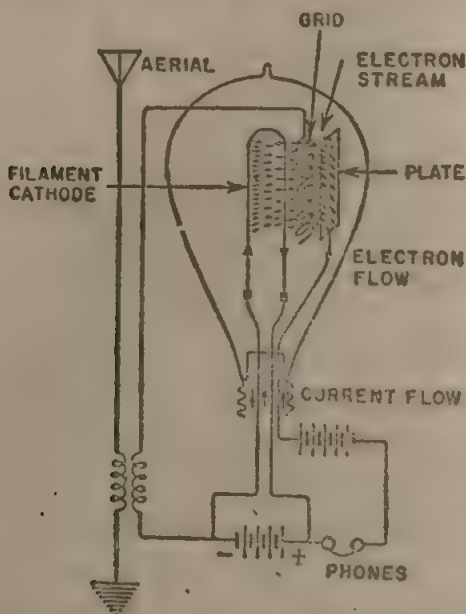 GRID
AERIAL
ELECTRON
STREAM
FILAMENT
CATHODE
PLATE
ELECTRON
FLOW
CURRENT FLOW
- +
PHONES